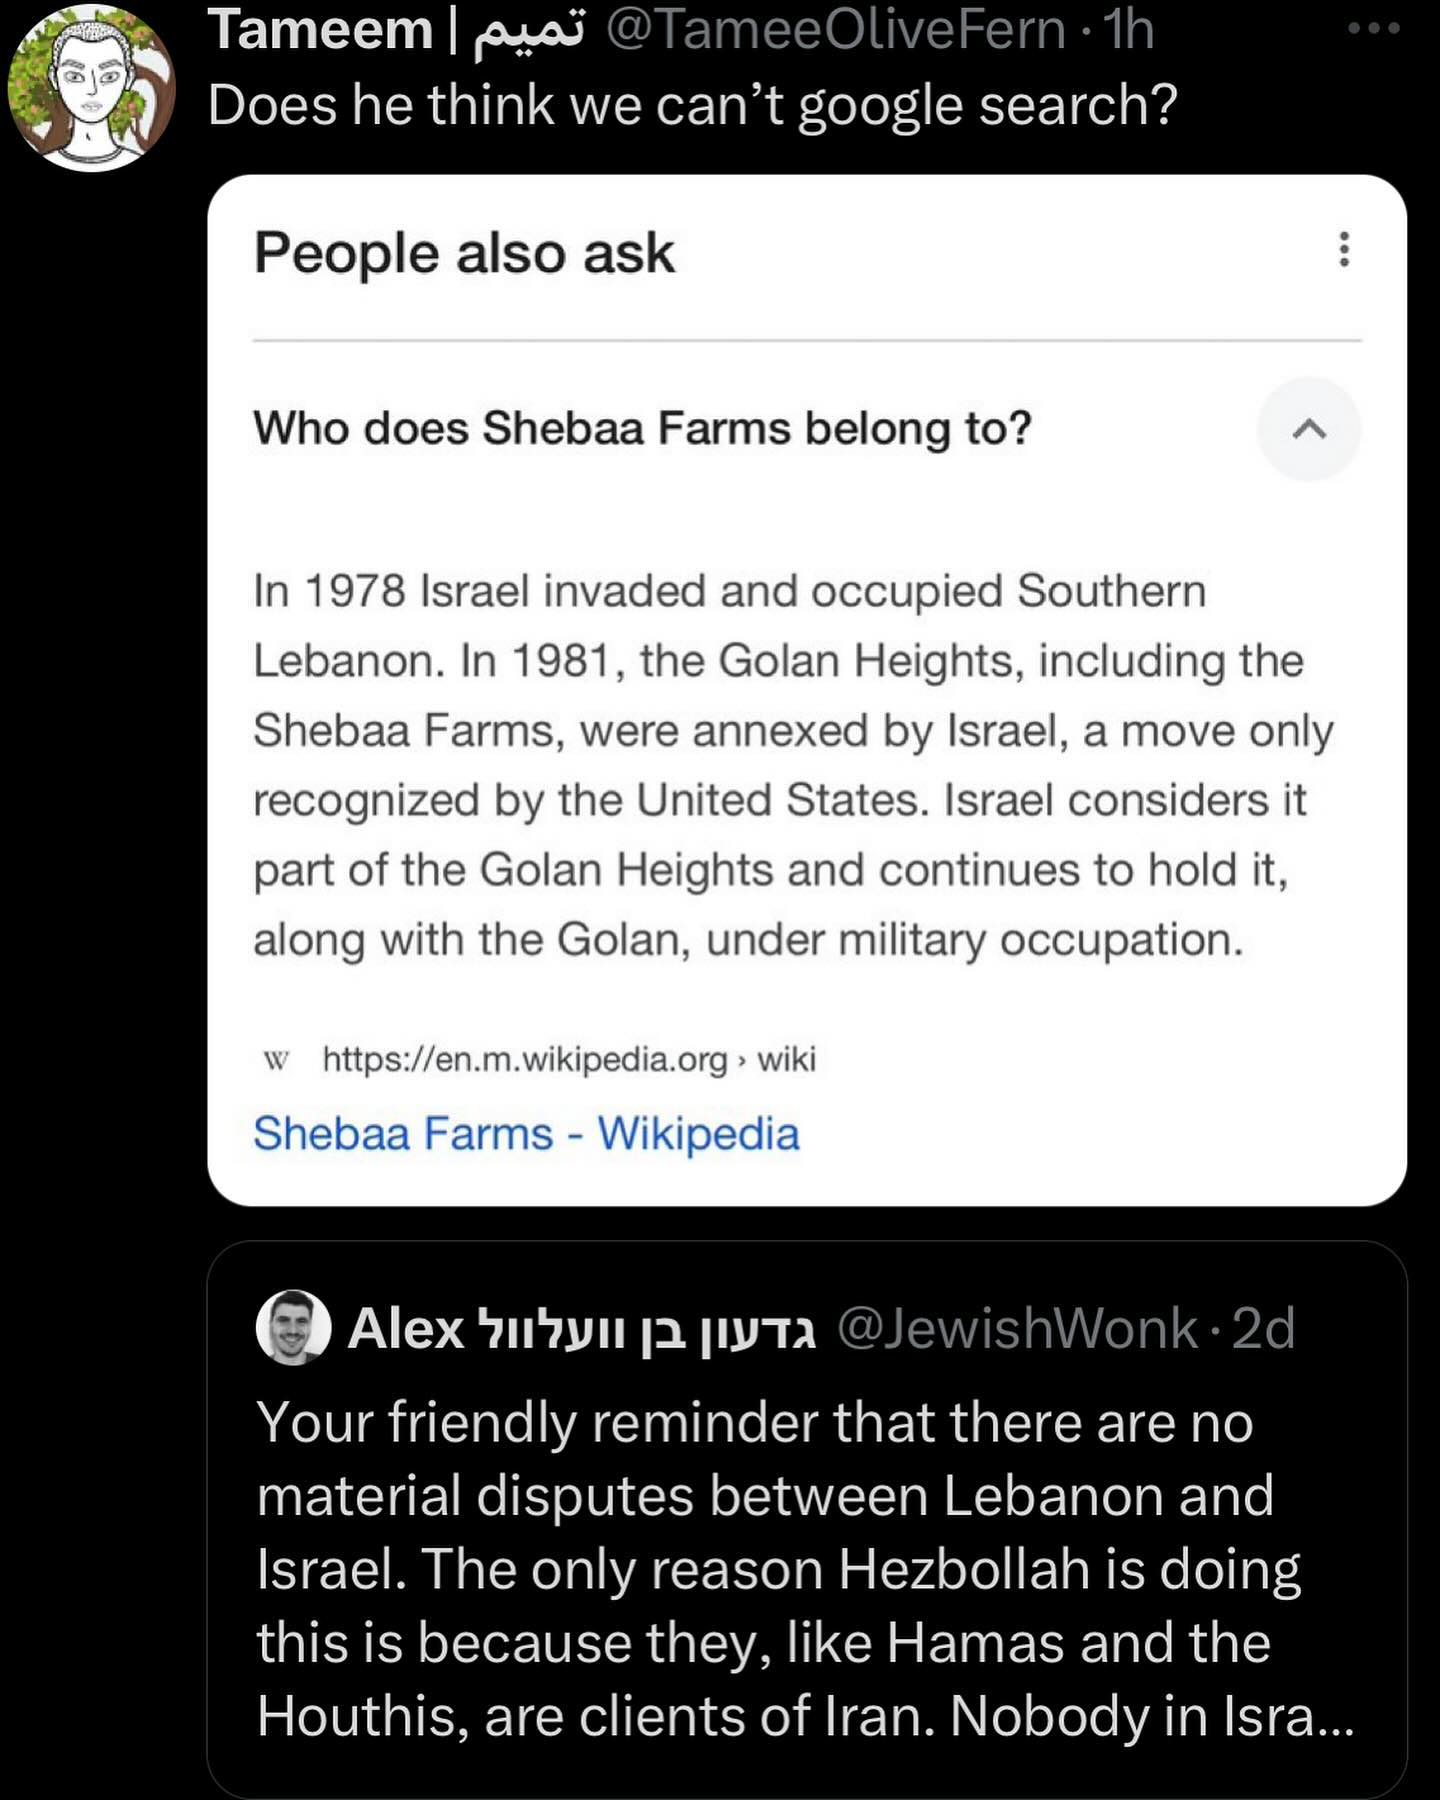 Tameem | تميم @TameeOliveFern · 1h
Does he think we can’t google search?
People also ask
Who does Shebaa Farms belong to?
In 1978 Israel invaded and occupied Southern
Lebanon. In 1981, the Golan Heights, including the
Shebaa Farms, were annexed by Israel, a move only
recognized by the United States. Israel considers it
part of the Golan Heights and continues to hold it,
along with the Golan, under military occupation.
W https://en.m.wikipedia.org › wiki
Shebaa Farms - Wikipedia
Alex גדעון בן וועלוול @JewishWonk · 2d
Your friendly reminder that there are no
material disputes between Lebanon and
Israel. The only reason Hezbollah is doing
this is because they, like Hamas and the
Houthis, are clients of Iran. Nobody in Isra...